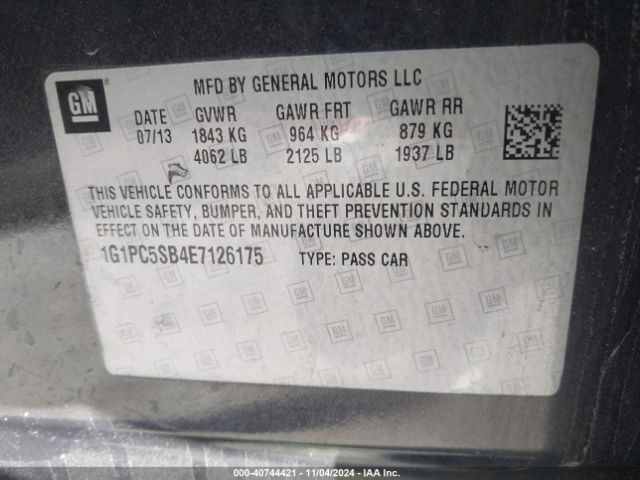 GM
MFD BY GENERAL MOTORS LLC
DATE GVWR GAWR FRT GAWR RR
07/13 1843 KG 964 KG 879 KG
4062 LB 2125 LB 1937 LB
THIS VEHICLE CONFORMS TO ALL APPLICABLE U.S. FEDERAL MOTOR
VEHICLE SAFETY, BUMPER, AND THEFT PREVENTION STANDARDS IN
EFFECT ON THE DATE OF MANUFACTURE SHOWN ABOVE.
1G1PC5SB4E7126175 TYPE: PASS CAR
000-40744421 - 11/04/2024 - IAA Inc.